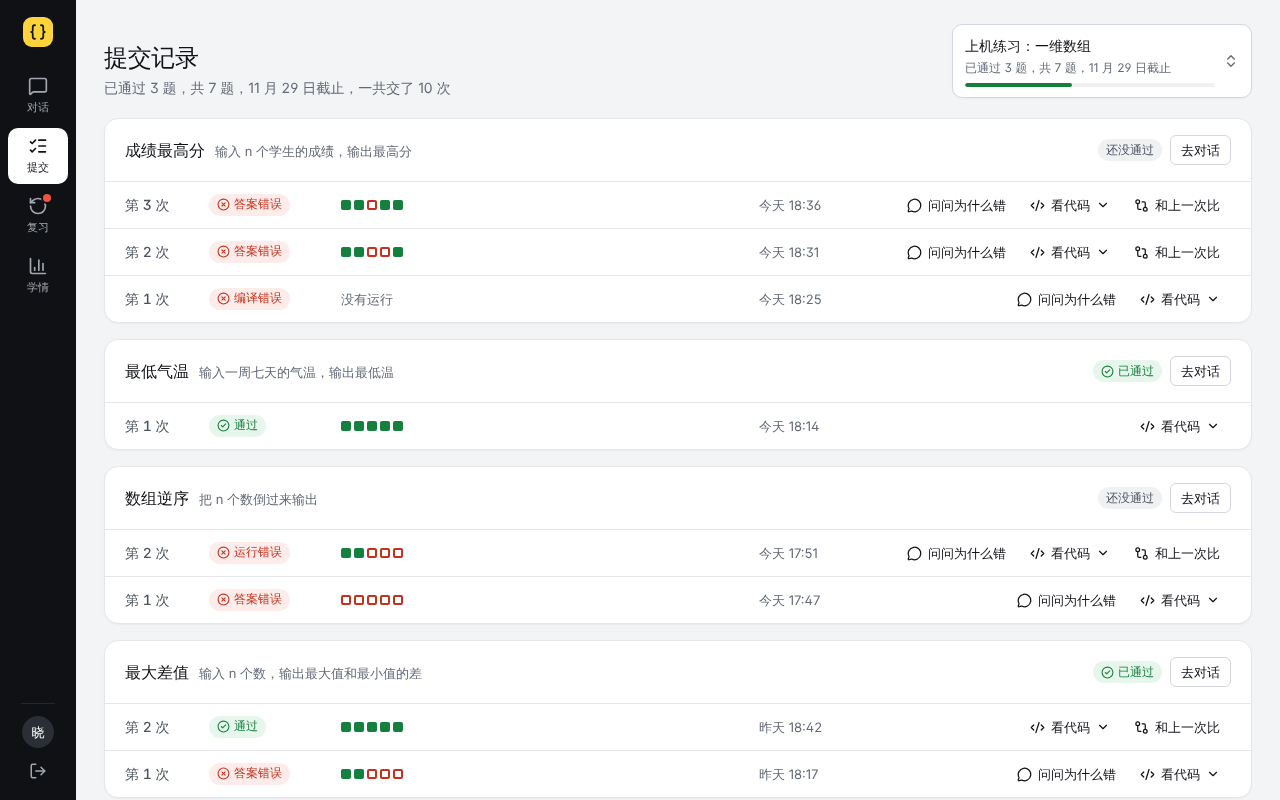 {}
对话
提交
复习
学情
晓
提交记录
已通过 3 题，共 7 题，11 月 29 日截止，一共交了 10 次
上机练习：一维数组
已通过 3 题，共 7 题，11 月 29 日截止
成绩最高分 输入 n 个学生的成绩，输出最高分 还没通过 去对话
第 3 次 答案错误 今天 18:36 问问为什么错 看代码 和上一次比
第 2 次 答案错误 今天 18:31 问问为什么错 看代码 和上一次比
第 1 次 编译错误 没有运行 今天 18:25 问问为什么错 看代码
最低气温 输入一周七天的气温，输出最低温 已通过 去对话
第 1 次 通过 今天 18:14 看代码
数组逆序 把 n 个数倒过来输出 还没通过 去对话
第 2 次 运行错误 今天 17:51 问问为什么错 看代码 和上一次比
第 1 次 答案错误 今天 17:47 问问为什么错 看代码
最大差值 输入 n 个数，输出最大值和最小值的差 已通过 去对话
第 2 次 通过 昨天 18:42 看代码 和上一次比
第 1 次 答案错误 昨天 18:17 问问为什么错 看代码